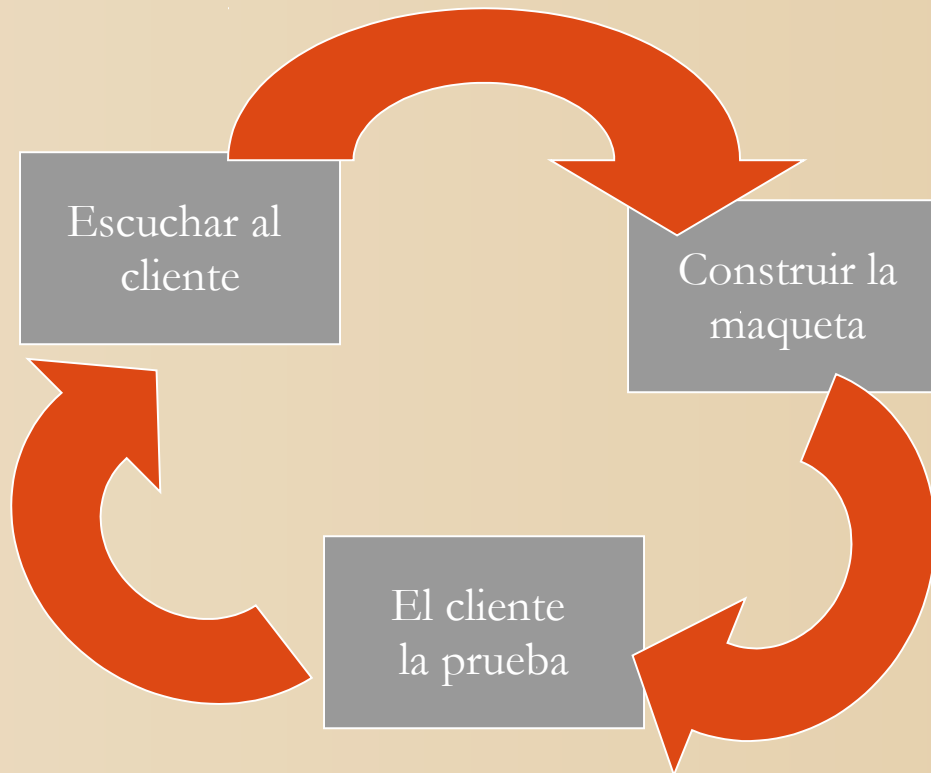 Escuchar al
cliente
Construir la
maqueta
El cliente
la prueba